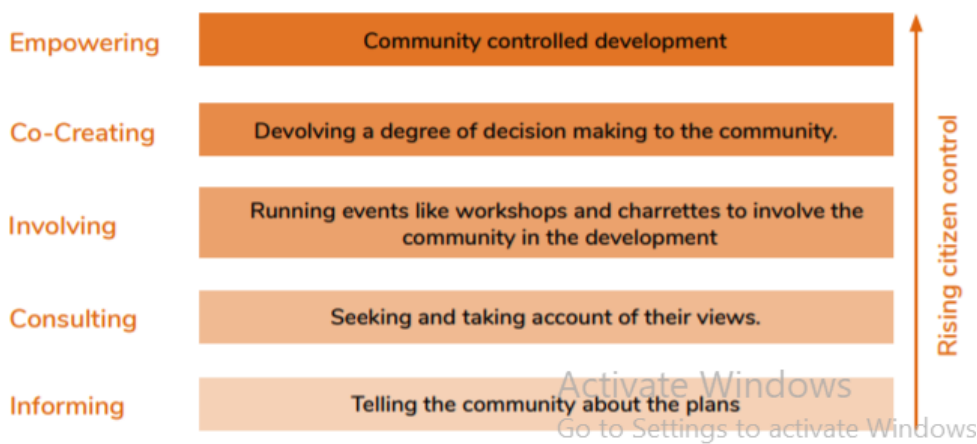 Empowering
Community controlled development
Co-Creating
Devolving a degree of decision making to the community.
Involving
Running events like workshops and charrettes to involve the
community in the development
Consulting
Seeking and taking account of their views.
Informing
Telling the community about the plans
Rising citizen control
Activate Windows
Go to Settings to activate Windows